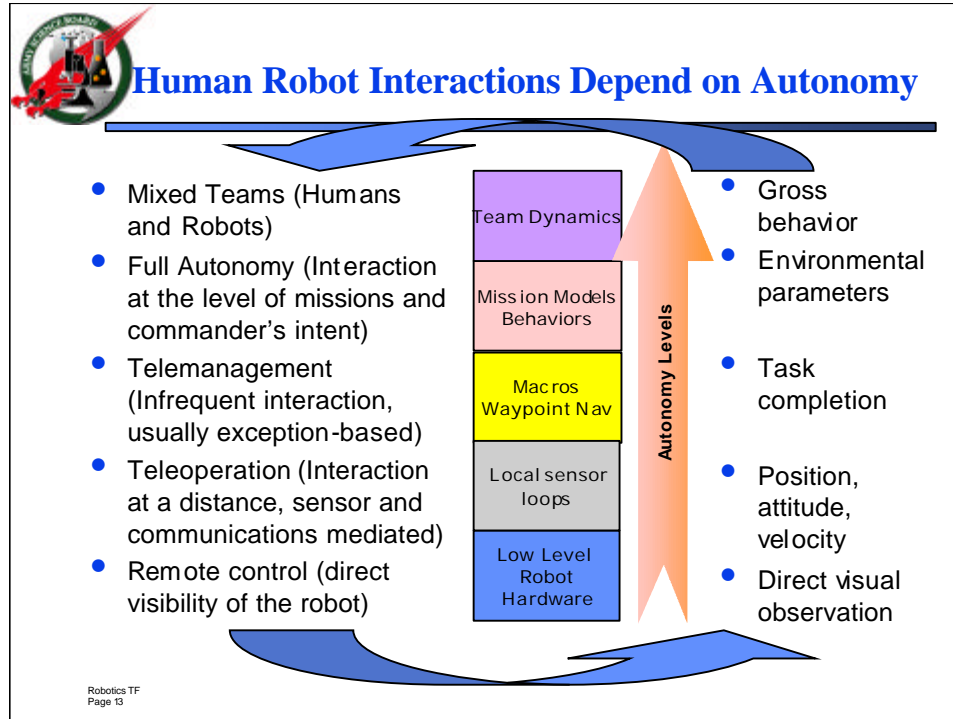 ARMY SCIENCE BOARD
Human Robot Interactions Depend on Autonomy
• Mixed Teams (Humans
and Robots)
• Full Autonomy (Interaction
at the level of missions and
commander's intent)
• Telemanagement
(Infrequent interaction,
usually exception-based)
• Teleoperation (Interaction
at a distance, sensor and
communications mediated)
• Remote control (direct
visibility of the robot)
Team Dynamics
Mission Models
Behaviors
Macros
Waypoint Nav
Local sensor
loops
Low Level
Robot
Hardware
Autonomy Levels
• Gross
behavior
• Environmental
parameters
• Task
completion
• Position,
attitude,
velocity
• Direct visual
observation
Robotics TF
Page 13